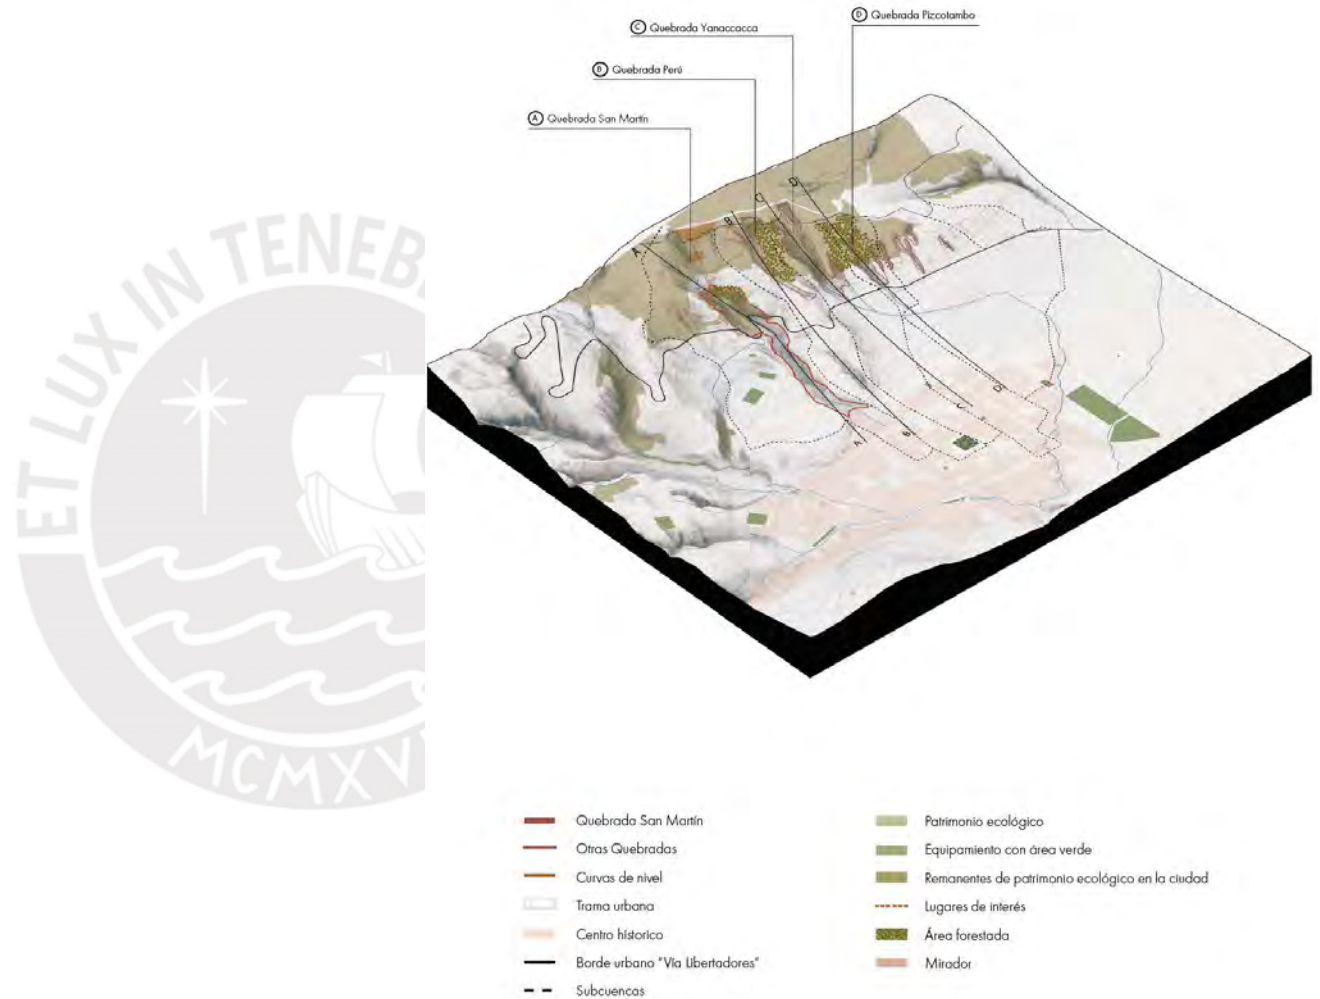 D Quebrada Pizcotambo
C Quebrada Yanaccacca
B Quebrada Perú
A Quebrada San Martín
ET LUX IN TENEB
MCMXV
A
B
C
D
A
B
C
D
Quebrada San Martín
Otras Quebradas
Curvas de nivel
Trama urbana
Centro historico
Borde urbano "Vía Libertadores"
Subcuencas
Patrimonio ecológico
Equipamiento con área verde
Remanentes de patrimonio ecológico en la ciudad
Lugares de interés
Área forestada
Mirador